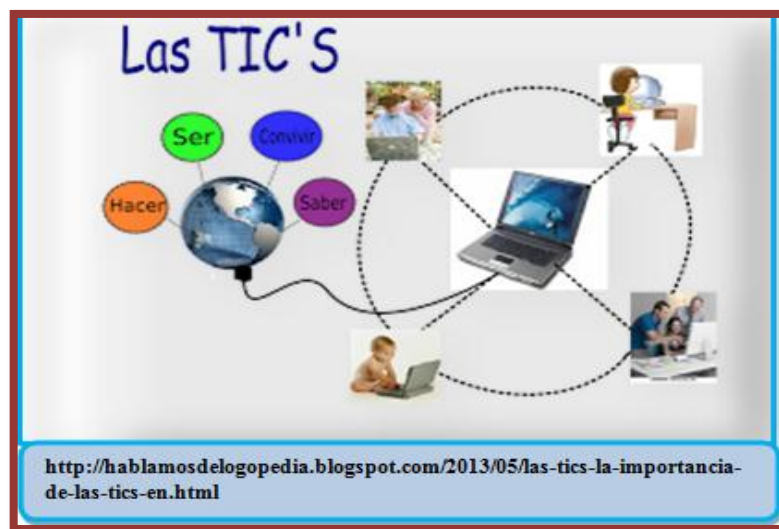 Las TIC'S
Ser
Convivir
Hacer
Saber
http://hablamosdelogopedia.blogspot.com/2013/05/las-tics-la-importancia-
de-las-tics-en.html